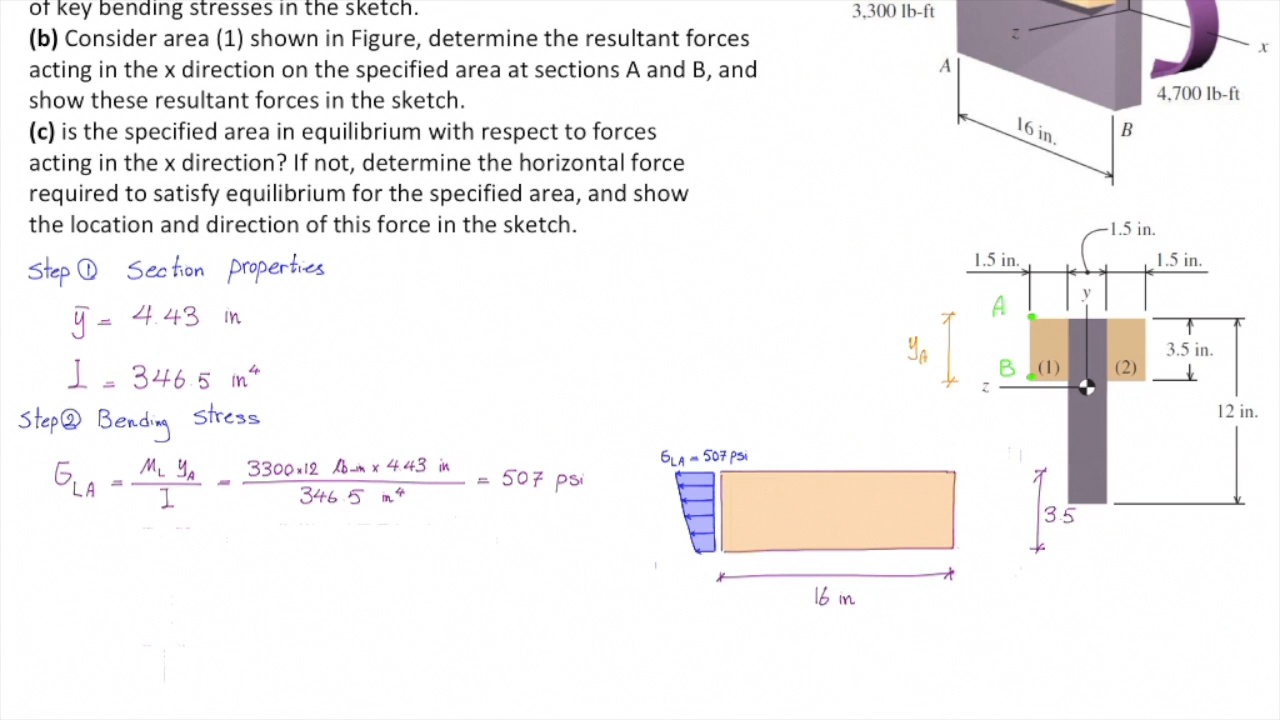 of key bending stresses in the sketch.
(b) Consider area (1) shown in Figure, determine the resultant forces
acting in the x direction on the specified area at sections A and B, and
show these resultant forces in the sketch.
(c) is the specified area in equilibrium with respect to forces
acting in the x direction? If not, determine the horizontal force
required to satisfy equilibrium for the specified area, and show
the location and direction of this force in the sketch.
3,300 lb-ft
z
x
A
4,700 lb-ft
16 in.
B
Step ① Section properties
ȳ = 4.43 in
I = 346.5 in⁴
Step ② Bending stress
σLA = ML yA / I = 3300×12 lb-in × 4.43 in / 346.5 in⁴ = 507 psi
1.5 in.
1.5 in.
1.5 in.
y
A
yA
3.5 in.
B
(1)
(2)
z
12 in.
σLA = 507 psi
3.5
16 in